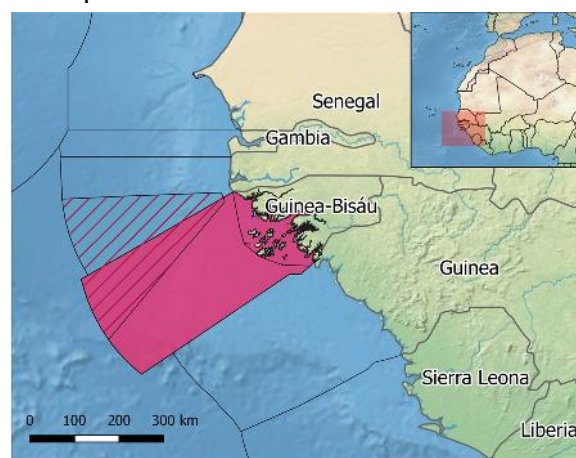 Senegal
Gambia
Guinea-Bisáu
Guinea
Sierra Leona
Liberia
0 100 200 300 km